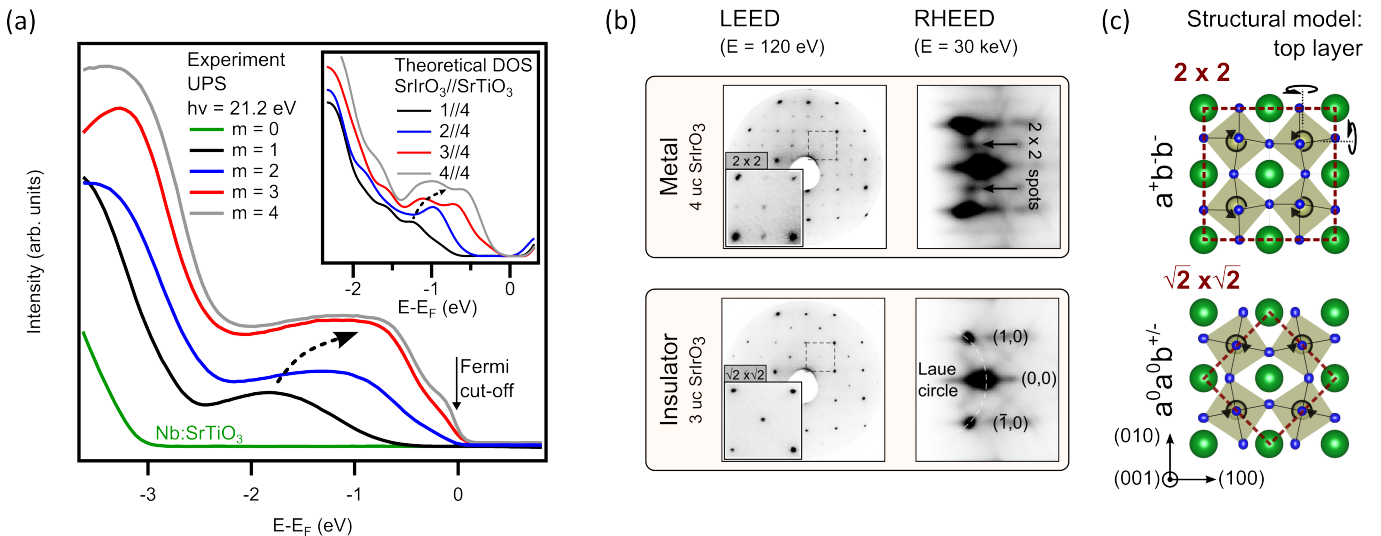 (a)
Experiment
UPS
hν = 21.2 eV
m = 0
m = 1
m = 2
m = 3
m = 4
Theoretical DOS
SrIrO₃//SrTiO₃
1//4
2//4
3//4
4//4
-2
-1
0
E-E_F (eV)
Fermi
cut-off
Nb:SrTiO₃
Intensity (arb. units)
-3
-2
-1
0
E-E_F (eV)
(b)
LEED
(E = 120 eV)
RHEED
(E = 30 keV)
Metal
4 uc SrIrO₃
2 x 2
2 x 2
spots
Insulator
3 uc SrIrO₃
√2 x√2
Laue
circle
(1,0)
(0,0)
(1̄,0)
(c)
Structural model:
top layer
2 x 2
a⁺b⁻b⁻
√2 x√2
a⁰a⁰b⁺/⁻
(010)
(001)
(100)